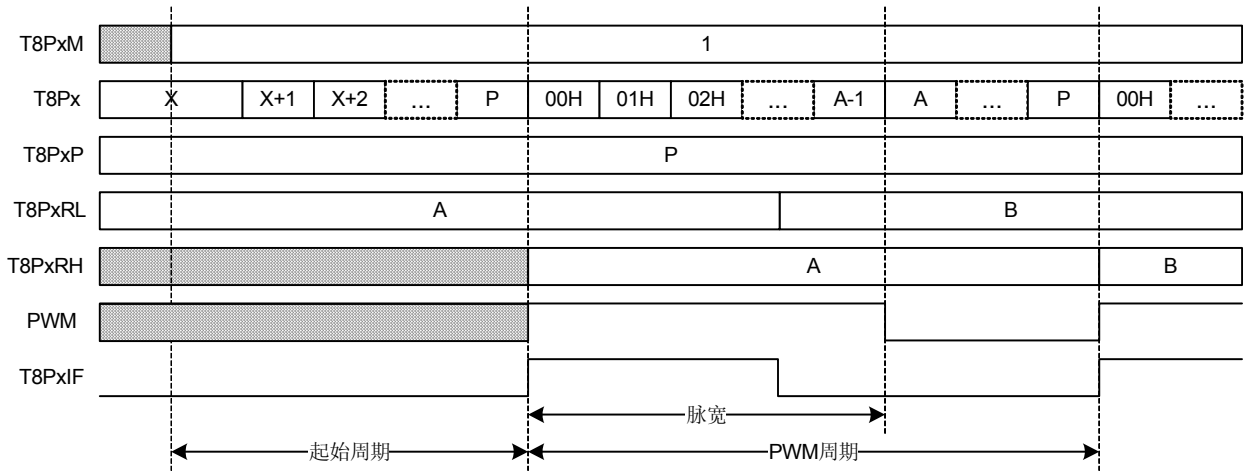 T8PxM 1
T8Px X X+1 X+2 ... P 00H 01H 02H ... A-1 A ... P 00H ...
T8PxP P
T8PxRL A B
T8PxRH A B
PWM
T8PxIF
脉宽
起始周期 PWM周期